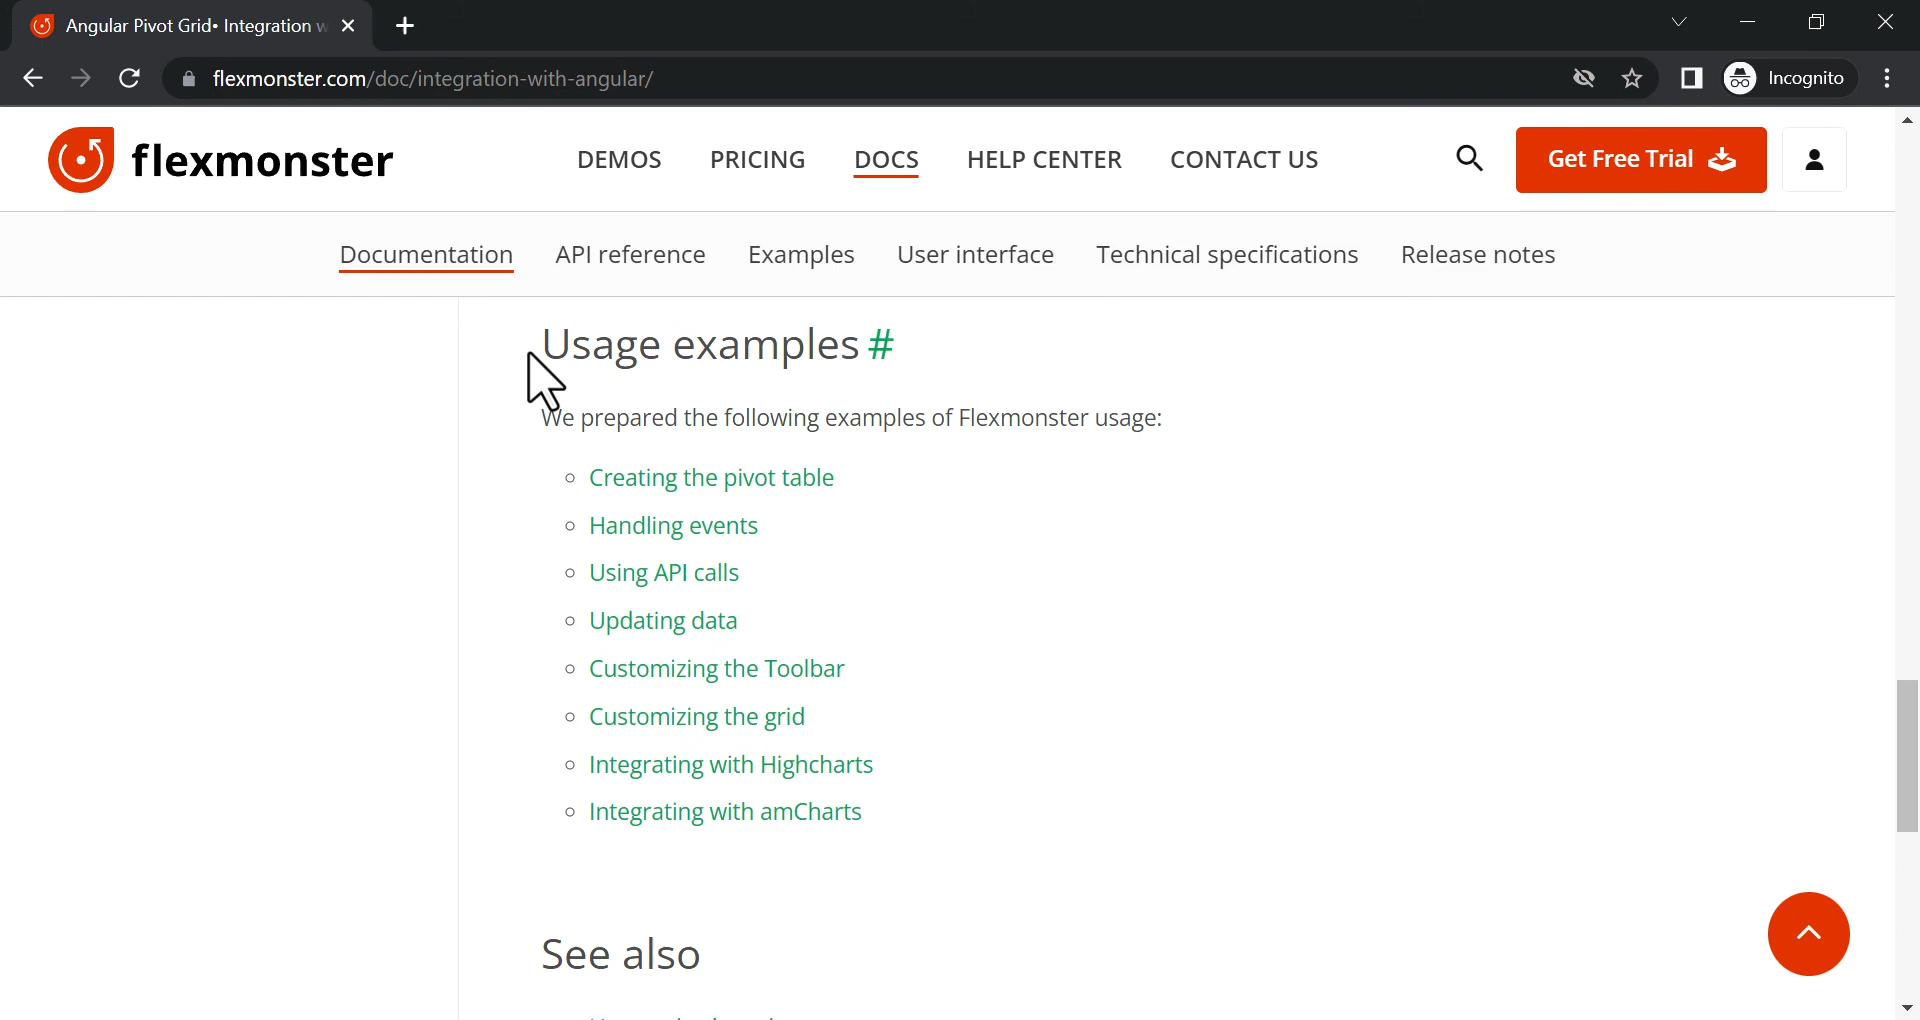 Angular Pivot Grid• Integration w
flexmonster.com/doc/integration-with-angular/
Incognito
flexmonster
DEMOS
PRICING
DOCS
HELP CENTER
CONTACT US
Get Free Trial
Documentation
API reference
Examples
User interface
Technical specifications
Release notes
Usage examples #
We prepared the following examples of Flexmonster usage:
Creating the pivot table
Handling events
Using API calls
Updating data
Customizing the Toolbar
Customizing the grid
Integrating with Highcharts
Integrating with amCharts
See also